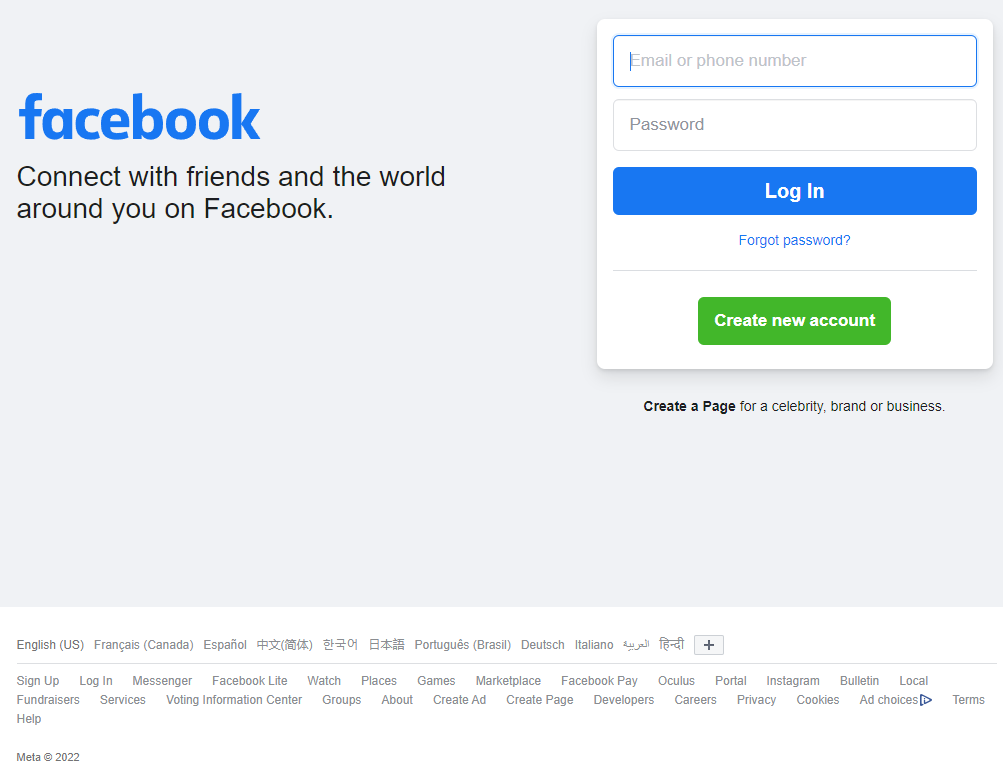 facebook
Connect with friends and the world
around you on Facebook.
Email or phone number
Password
Log In
Forgot password?
Create new account
Create a Page for a celebrity, brand or business.
English (US) Français (Canada) Español 中文(简体) 한국어 日本語 Português (Brasil) Deutsch Italiano العربية हिन्दी +
Sign Up Log In Messenger Facebook Lite Watch Places Games Marketplace Facebook Pay Oculus Portal Instagram Bulletin Local
Fundraisers Services Voting Information Center Groups About Create Ad Create Page Developers Careers Privacy Cookies Ad choices Terms
Help
Meta © 2022